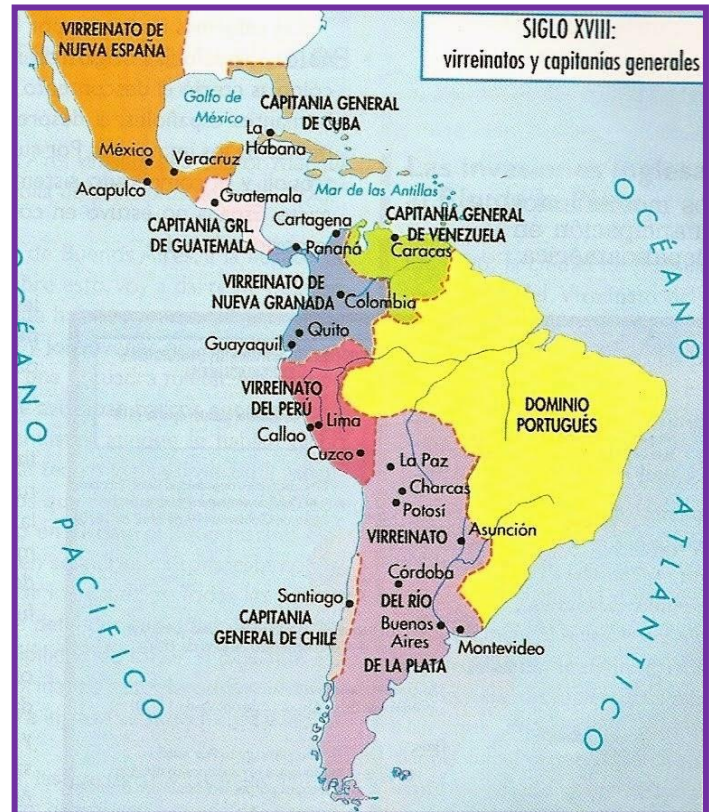 SIGLO XVIII:
virreinatos y capitanías generales
VIRREINATO DE
NUEVA ESPAÑA
Golfo de
México
CAPITANIA GENERAL
DE CUBA
La
Habana
México
Veracruz
Acapulco
Mar de las Antillas
Guatemala
CAPITANÍA GRL.
DE GUATEMALA
Cartagena
CAPITANÍA GENERAL
DE VENEZUELA
Caracas
Panamá
VIRREINATO DE
NUEVA GRANADA
Colombia
Quito
Guayaquil
VIRREINATO
DEL PERÚ
Lima
Callao
Cuzco
DOMINIO
PORTUGUÉS
La Paz
Charcas
Potosí
VIRREINATO
Asunción
Córdoba
DEL RÍO
Santiago
CAPITANIA
GENERAL DE CHILE
Buenos
Aires
Montevideo
DE LA PLATA
OCÉANO PACÍFICO
OCÉANO ATLÁNTICO